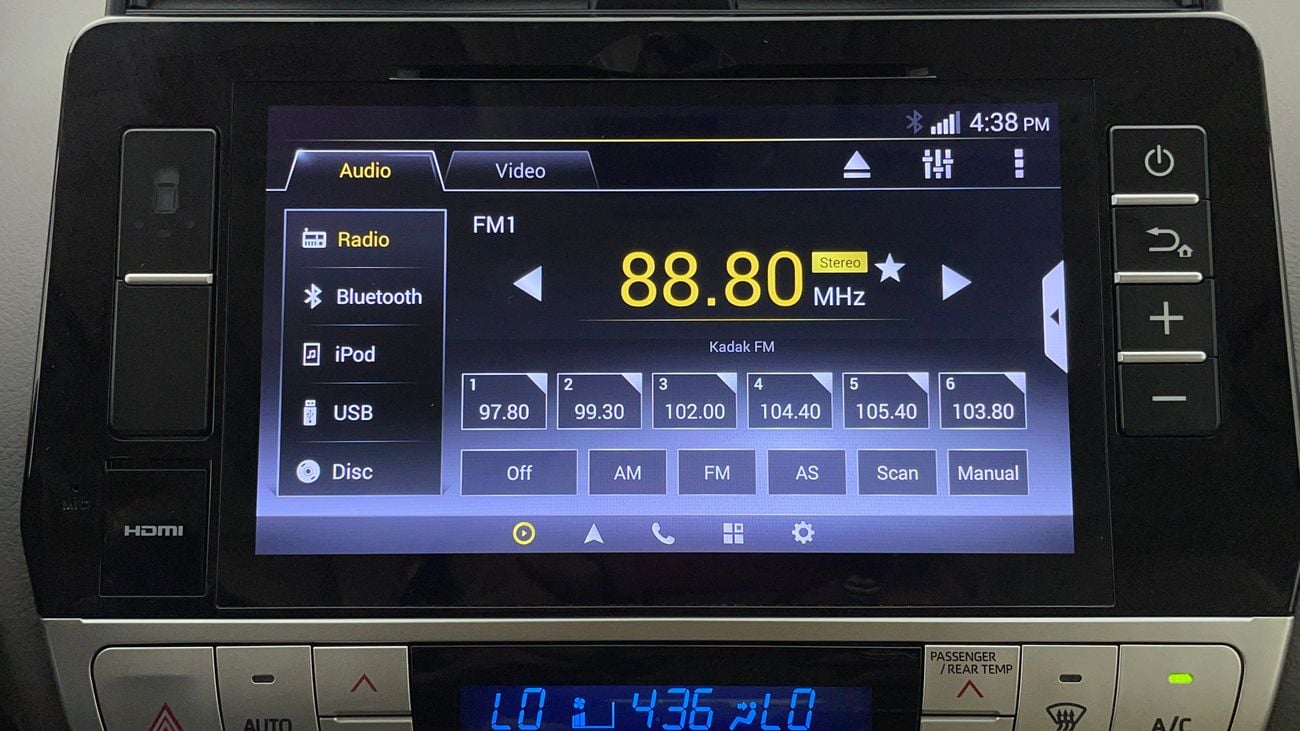 4:38 PM
Audio Video
FM1
Radio
88.80 Stereo MHz
Bluetooth
Kadak FM
iPod
1 97.80 2 99.30 3 102.00 4 104.40 5 105.40 6 103.80
USB
Disc
Off AM FM AS Scan Manual
MIC
HDMI
PASSENGER
/REAR TEMP
LO 436 LO
AUTO A/C